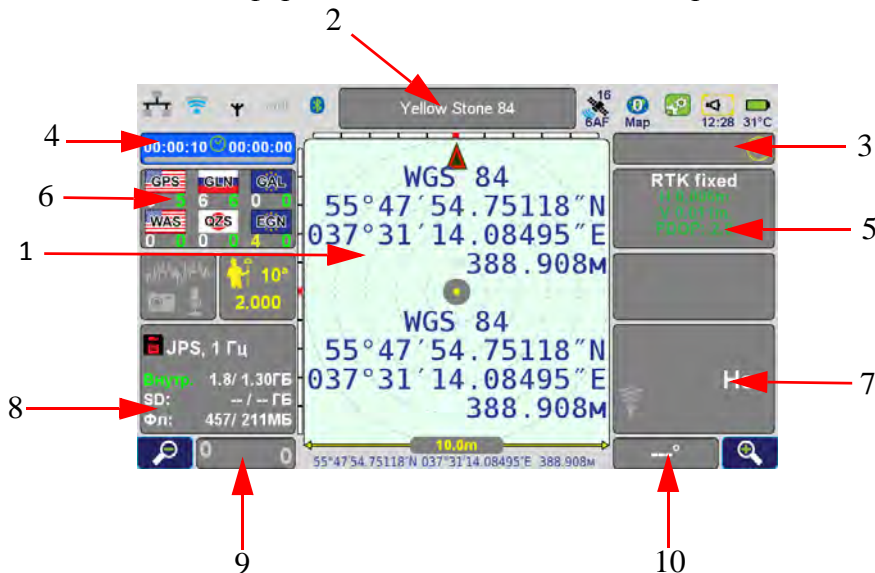 2
Yellow Stone 84
16
6AF
Map
12:28
31°C
4
00:00:10 00:00:00
3
GPS GLN GAL
5 6 6 0 0
6
WAS QZS EGN
0 0 0 0 4 0
RTK fixed
5
WGS 84
55°47′54.75118″N
037°31′14.08495″E
388.908м
1
10°
2.000
WGS 84
55°47′54.75118″N
037°31′14.08495″E
388.908м
JPS, 1 Гц
Внутр 1.8/ 1.30ГБ
SD: --/ --ГБ
Фл: 457/ 211МБ
8
7
0 0
10.0m
55°47′54.75118″N 037°31′14.08495″E 388.908м
---°
9
10